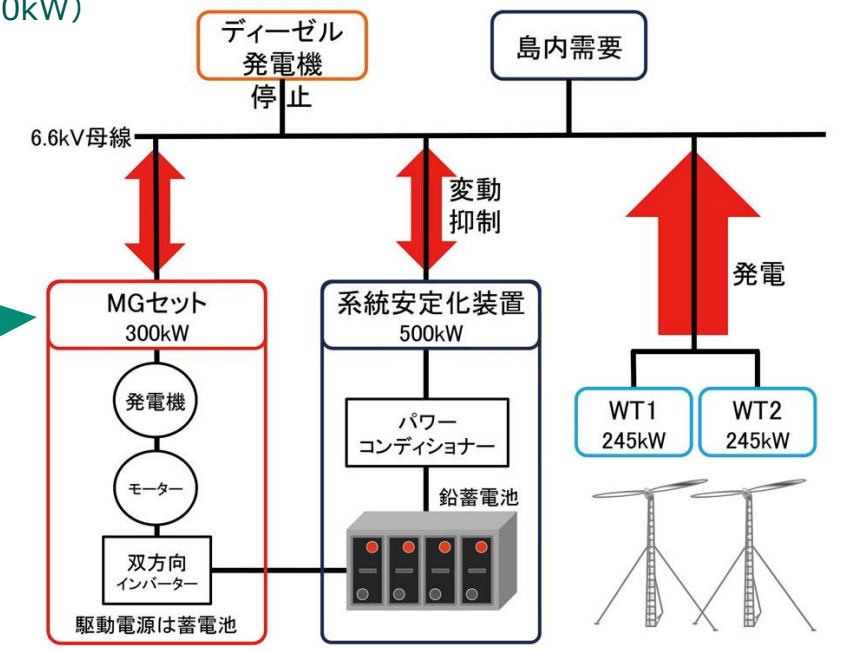 0kW）
ディーゼル
発電機
停止
島内需要
6.6kV母線
変動
抑制
発電
MGセット
300kW
発電機
モーター
双方向
インバーター
駆動電源は蓄電池
系統安定化装置
500kW
パワー
コンディショナー
鉛蓄電池
WT1
245kW
WT2
245kW